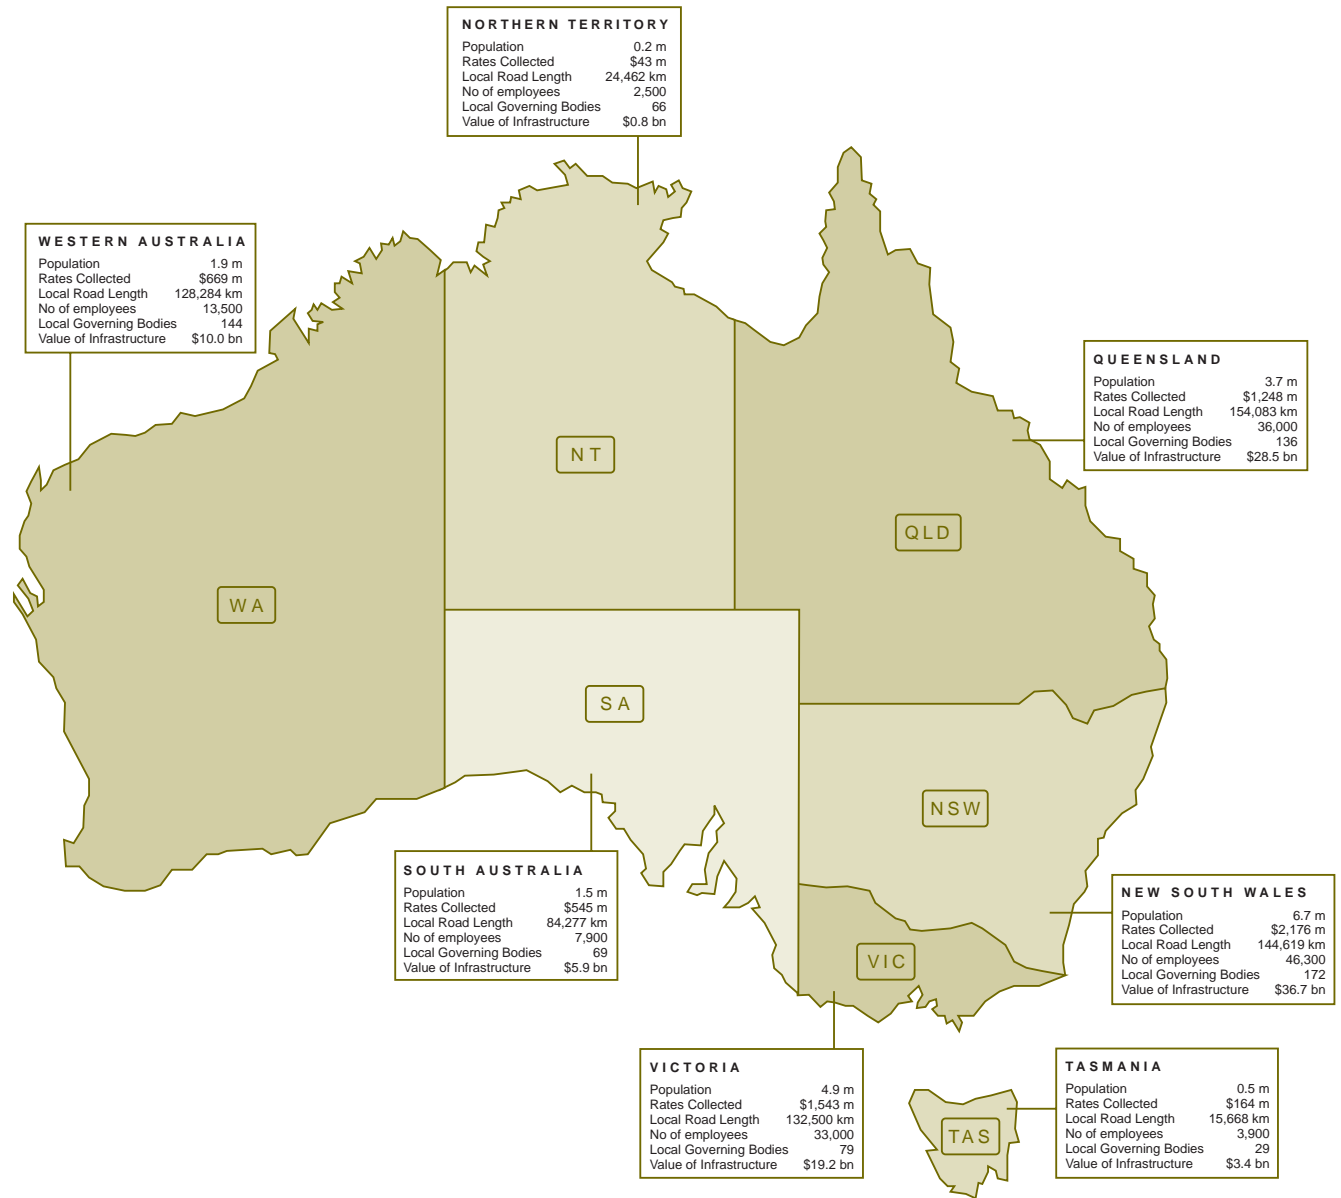 NORTHERN TERRITORY
Population 0.2 m
Rates Collected $43 m
Local Road Length 24,462 km
No of employees 2,500
Local Governing Bodies 66
Value of Infrastructure $0.8 bn
WESTERN AUSTRALIA
Population 1.9 m
Rates Collected $669 m
Local Road Length 128,284 km
No of employees 13,500
Local Governing Bodies 144
Value of Infrastructure $10.0 bn
QUEENSLAND
Population 3.7 m
Rates Collected $1,248 m
Local Road Length 154,083 km
No of employees 36,000
Local Governing Bodies 136
Value of Infrastructure $28.5 bn
NT
QLD
WA
SA
NSW
SOUTH AUSTRALIA
Population 1.5 m
Rates Collected $545 m
Local Road Length 84,277 km
No of employees 7,900
Local Governing Bodies 69
Value of Infrastructure $5.9 bn
NEW SOUTH WALES
Population 6.7 m
Rates Collected $2,176 m
Local Road Length 144,619 km
No of employees 46,300
Local Governing Bodies 172
Value of Infrastructure $36.7 bn
VIC
VICTORIA
Population 4.9 m
Rates Collected $1,543 m
Local Road Length 132,500 km
No of employees 33,000
Local Governing Bodies 79
Value of Infrastructure $19.2 bn
TAS
TASMANIA
Population 0.5 m
Rates Collected $164 m
Local Road Length 15,668 km
No of employees 3,900
Local Governing Bodies 29
Value of Infrastructure $3.4 bn